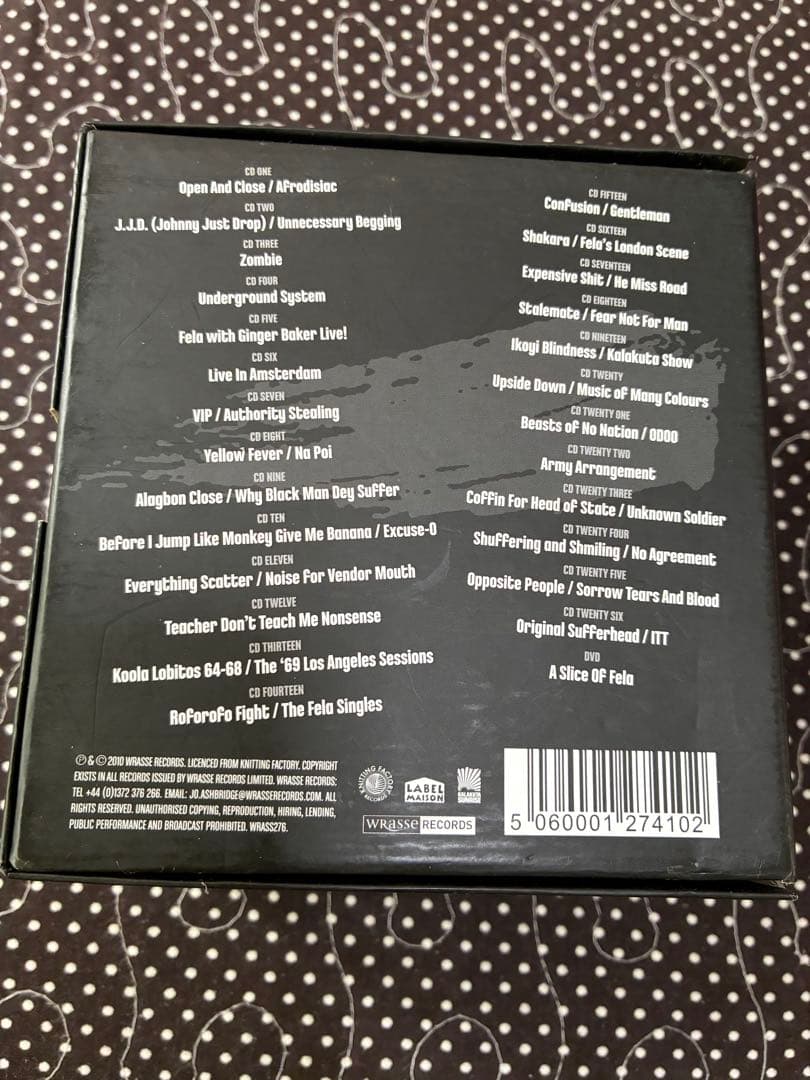 CD ONE
Open And Close / Afrodisiac
CD TWO
J.J.D. (Johnny Just Drop) / Unnecessary Begging
CD THREE
Zombie
CD FOUR
Underground System
CD FIVE
Fela with Ginger Baker Live!
CD SIX
Live In Amsterdam
CD SEVEN
VIP / Authority Stealing
CD EIGHT
Yellow Fever / Na Poi
CD NINE
Alagbon Close / Why Black Man Dey Suffer
CD TEN
Before I Jump Like Monkey Give Me Banana / Excuse-O
CD ELEVEN
Everything Scatter / Noise For Vendor Mouth
CD TWELVE
Teacher Don't Teach Me Nonsense
CD THIRTEEN
Koola Lobitos 64-68 / The '69 Los Angeles Sessions
CD FOURTEEN
Roforofo Fight / The Fela Singles
CD FIFTEEN
Confusion / Gentleman
CD SIXTEEN
Shakara / Fela's London Scene
CD SEVENTEEN
Expensive Shit / He Miss Road
CD EIGHTEEN
Stalemate / Fear Not For Man
CD NINETEEN
Ikoyi Blindness / Kalakuta Show
CD TWENTY
Upside Down / Music of Many Colours
CD TWENTY ONE
Beasts of No Nation / ODOO
CD TWENTY TWO
Army Arrangement
CD TWENTY THREE
Coffin For Head of State / Unknown Soldier
CD TWENTY FOUR
Shuffering and Shmiling / No Agreement
CD TWENTY FIVE
Opposite People / Sorrow Tears And Blood
CD TWENTY SIX
Original Sufferhead / ITT
DVD
A Slice Of Fela
℗ & © 2010 WRASSE RECORDS. LICENCED FROM KNITTING FACTORY. COPYRIGHT
EXISTS IN ALL RECORDS ISSUED BY WRASSE RECORDS LIMITED. WRASSE RECORDS:
TEL +44 (0)1372 376 266. EMAIL: JO.ASHBRIDGE@WRASSERECORDS.COM. ALL
RIGHTS RESERVED. UNAUTHORISED COPYING, REPRODUCTION, HIRING, LENDING,
PUBLIC PERFORMANCE AND BROADCAST PROHIBITED. WRASS276.
KNITTING FACTORY RECORDS
LABEL
MAISON
KALAKUTA
SUNRISE
wrasse RECORDS
5 060001 274102